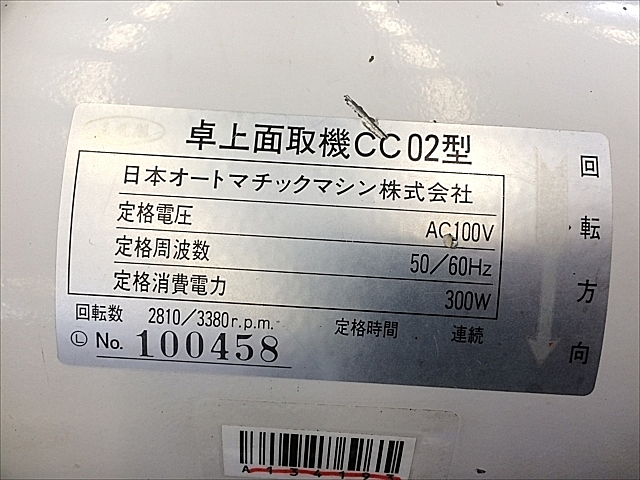 卓上面取機CC02型
日本オートマチックマシン株式会社
定格電圧 AC100V
定格周波数 50/60Hz
定格消費電力 300W
回転数 2810/3380r.p.m. 定格時間 連続
Ⓛ No. 100458
回転方向